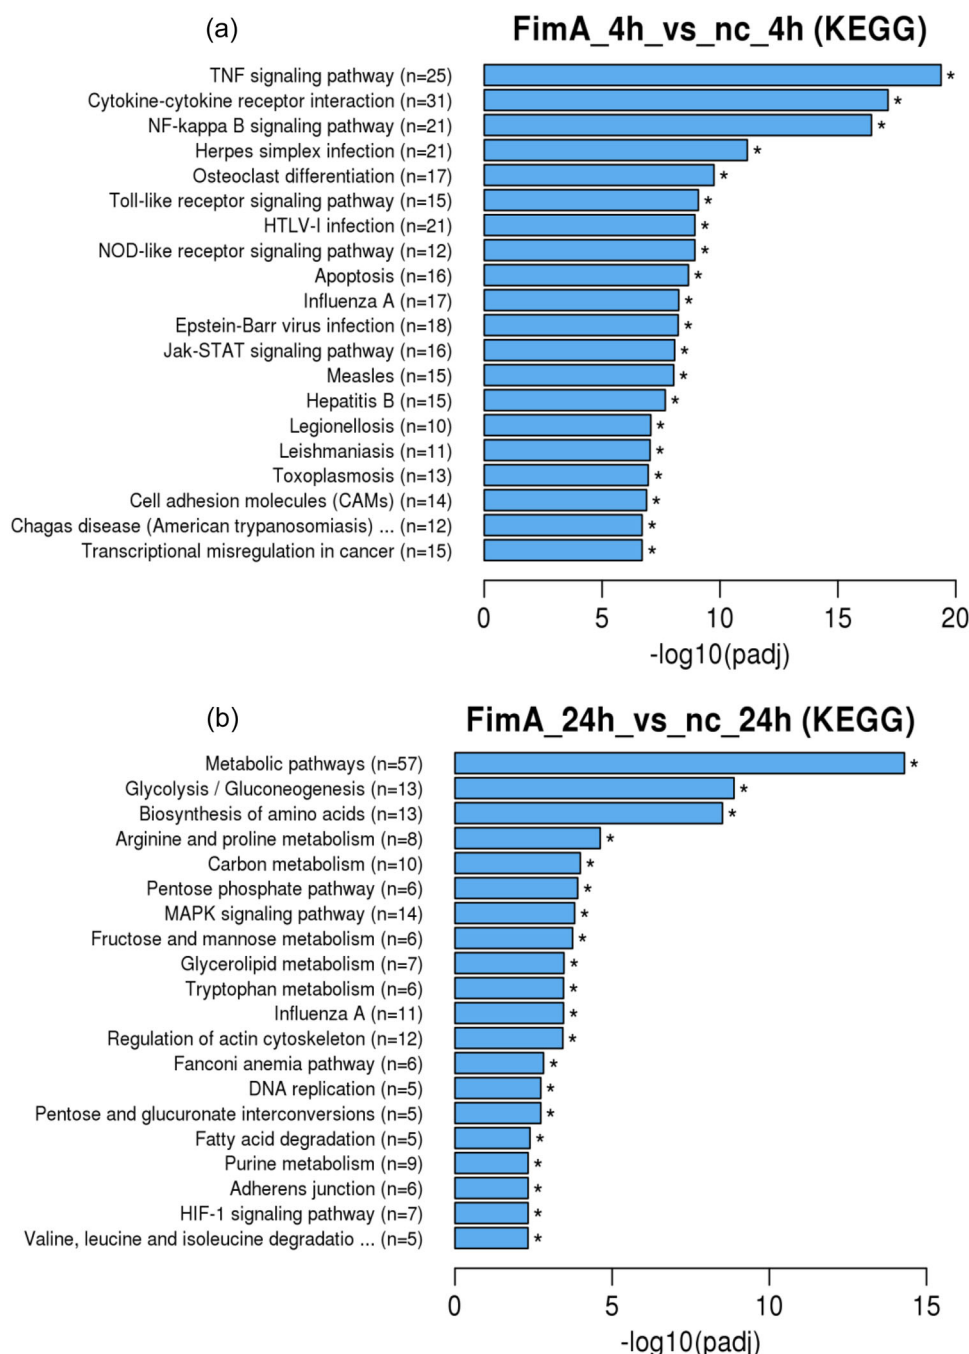 (a)
FimA_4h_vs_nc_4h (KEGG)
TNF signaling pathway (n=25) *
Cytokine-cytokine receptor interaction (n=31) *
NF-kappa B signaling pathway (n=21) *
Herpes simplex infection (n=21) *
Osteoclast differentiation (n=17) *
Toll-like receptor signaling pathway (n=15) *
HTLV-I infection (n=21) *
NOD-like receptor signaling pathway (n=12) *
Apoptosis (n=16) *
Influenza A (n=17) *
Epstein-Barr virus infection (n=18) *
Jak-STAT signaling pathway (n=16) *
Measles (n=15) *
Hepatitis B (n=15) *
Legionellosis (n=10) *
Leishmaniasis (n=11) *
Toxoplasmosis (n=13) *
Cell adhesion molecules (CAMs) (n=14) *
Chagas disease (American trypanosomiasis) ... (n=12) *
Transcriptional misregulation in cancer (n=15) *
0 5 10 15 20
-log10(padj)
(b)
FimA_24h_vs_nc_24h (KEGG)
Metabolic pathways (n=57) *
Glycolysis / Gluconeogenesis (n=13) *
Biosynthesis of amino acids (n=13) *
Arginine and proline metabolism (n=8) *
Carbon metabolism (n=10) *
Pentose phosphate pathway (n=6) *
MAPK signaling pathway (n=14) *
Fructose and mannose metabolism (n=6) *
Glycerolipid metabolism (n=7) *
Tryptophan metabolism (n=6) *
Influenza A (n=11) *
Regulation of actin cytoskeleton (n=12) *
Fanconi anemia pathway (n=6) *
DNA replication (n=5) *
Pentose and glucuronate interconversions (n=5) *
Fatty acid degradation (n=5) *
Purine metabolism (n=9) *
Adherens junction (n=6) *
HIF-1 signaling pathway (n=7) *
Valine, leucine and isoleucine degradatio ... (n=5) *
0 5 10 15
-log10(padj)